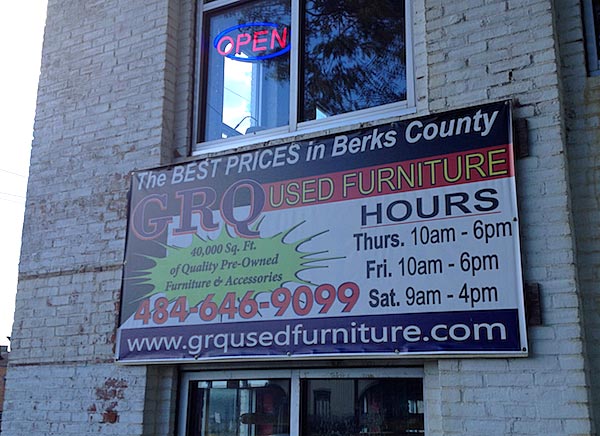 OPEN
The BEST PRICES in Berks County
GRQ USED FURNITURE
40,000 Sq. Ft.
of Quality Pre-Owned
Furniture & Accessories
484-646-9099
HOURS
Thurs. 10am - 6pm
Fri. 10am - 6pm
Sat. 9am - 4pm
www.grqusedfurniture.com